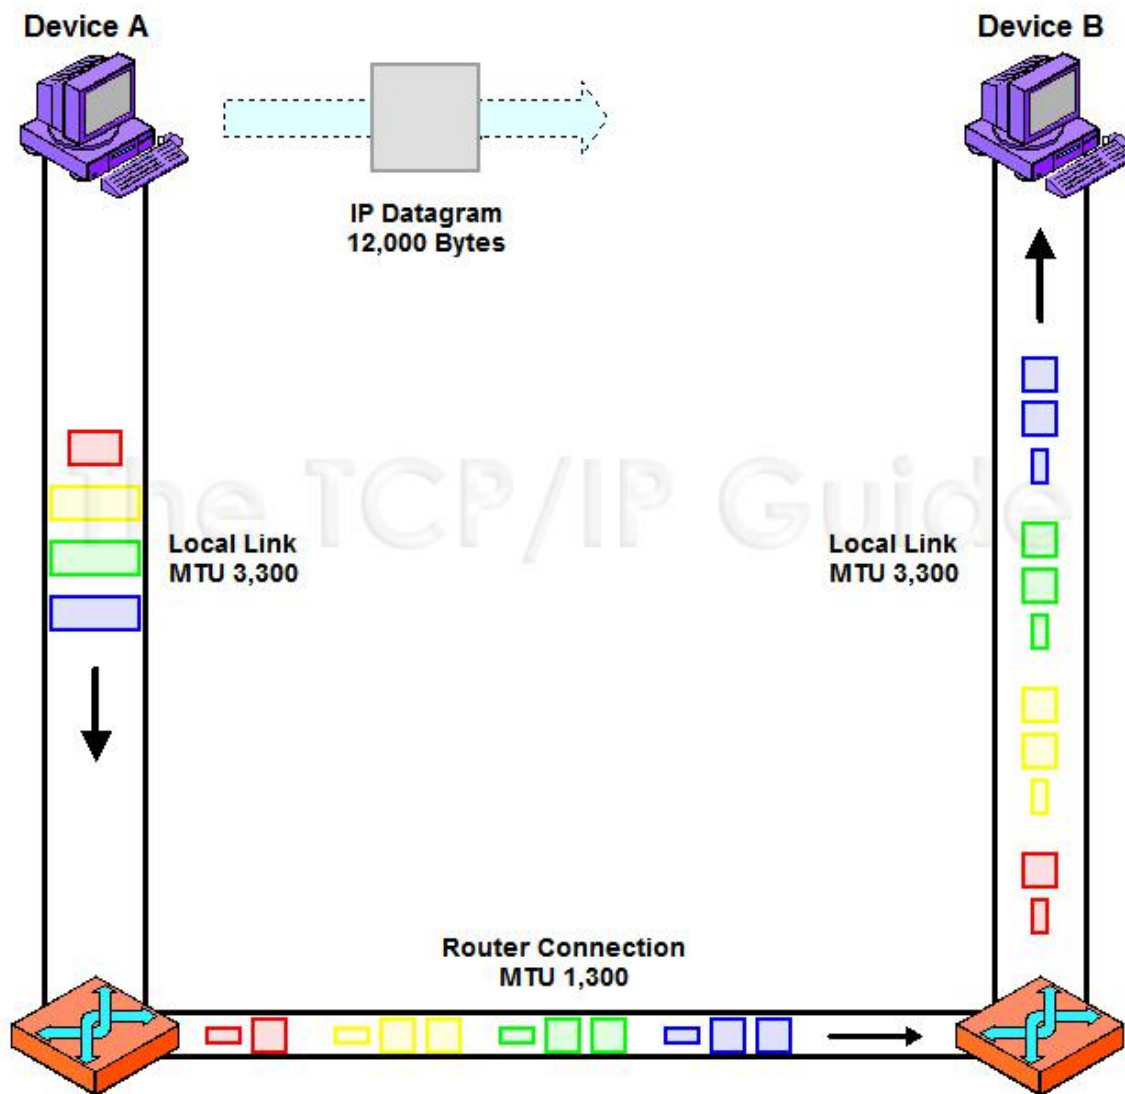 Device A
Device B
IP Datagram
12,000 Bytes
The TCP/IP Guide
Local Link
MTU 3,300
Local Link
MTU 3,300
Router Connection
MTU 1,300